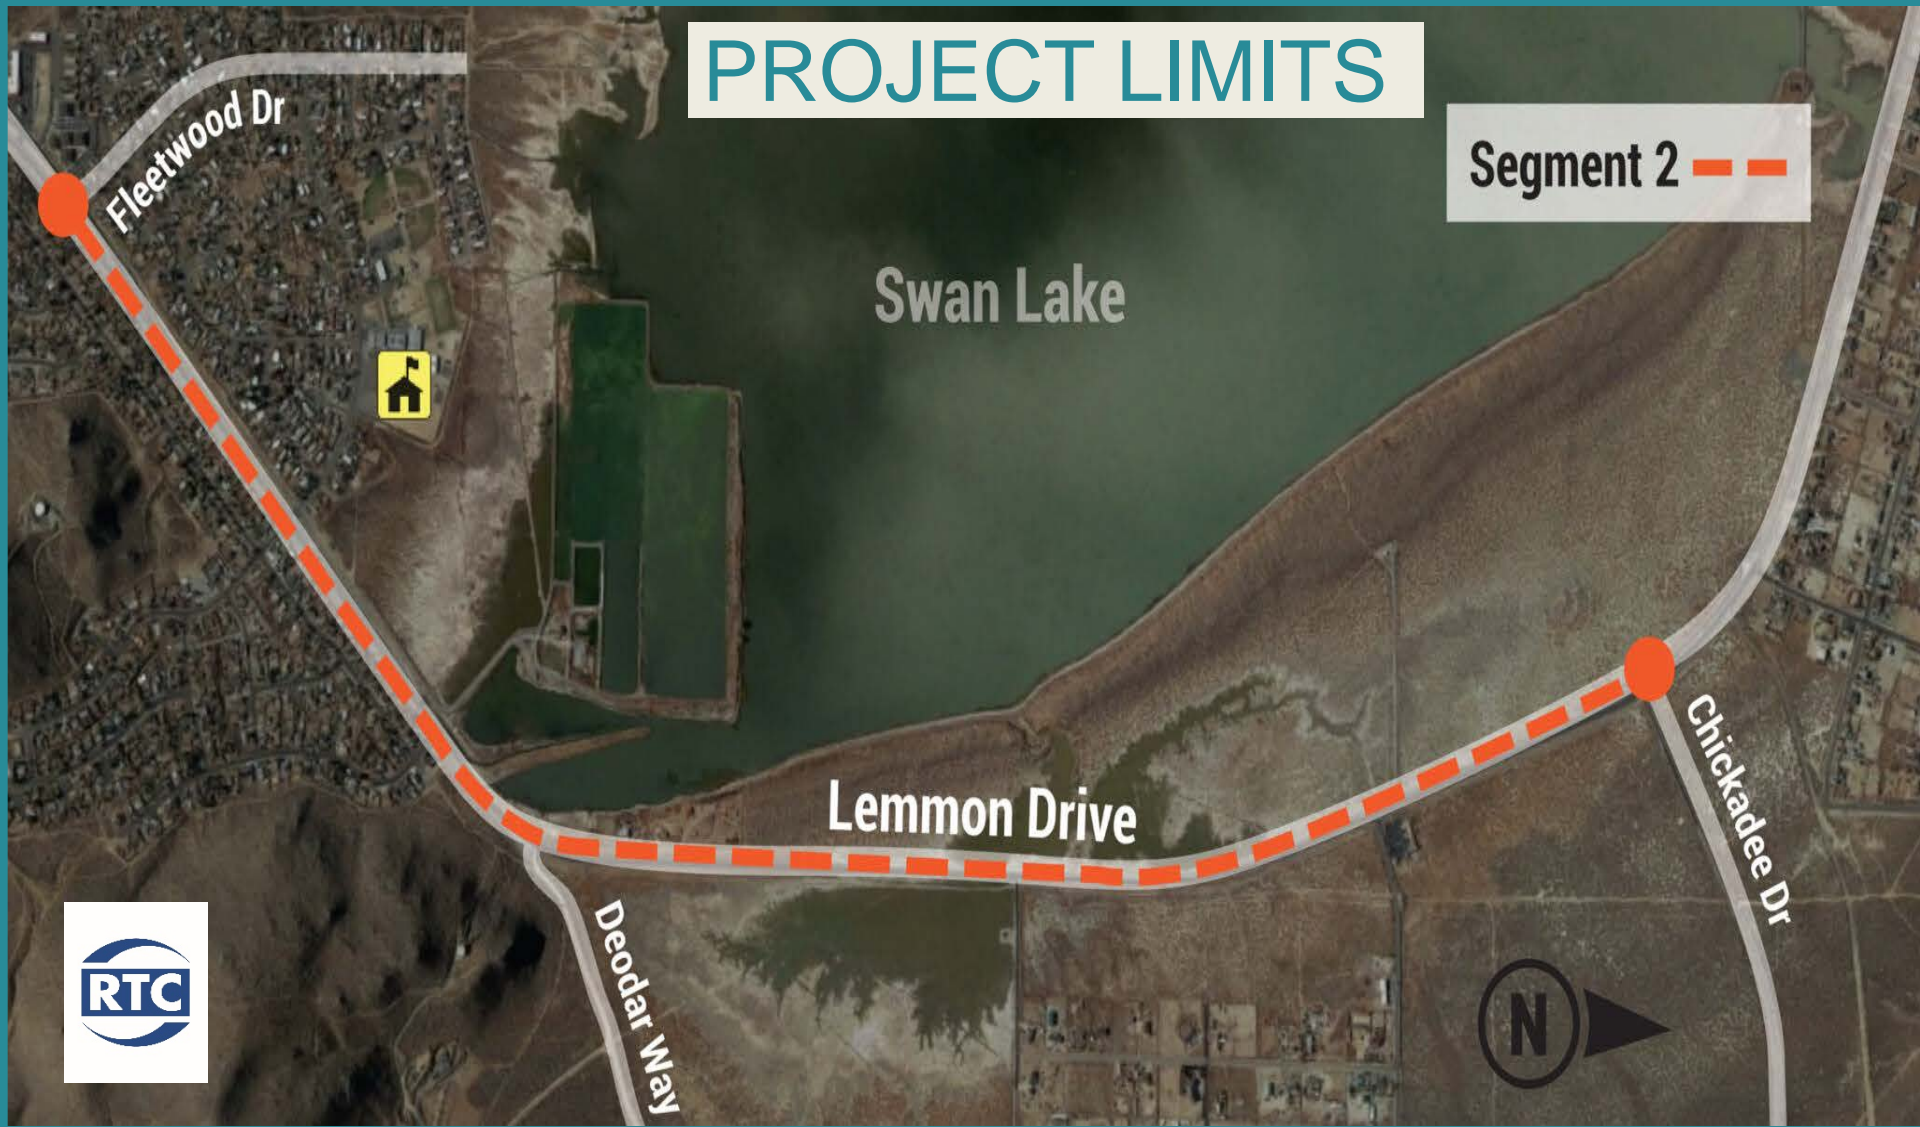 PROJECT LIMITS
Segment 2
Fleetwood Dr
Swan Lake
Lemmon Drive
Chickadee Dr
Deodar Way
RTC
N